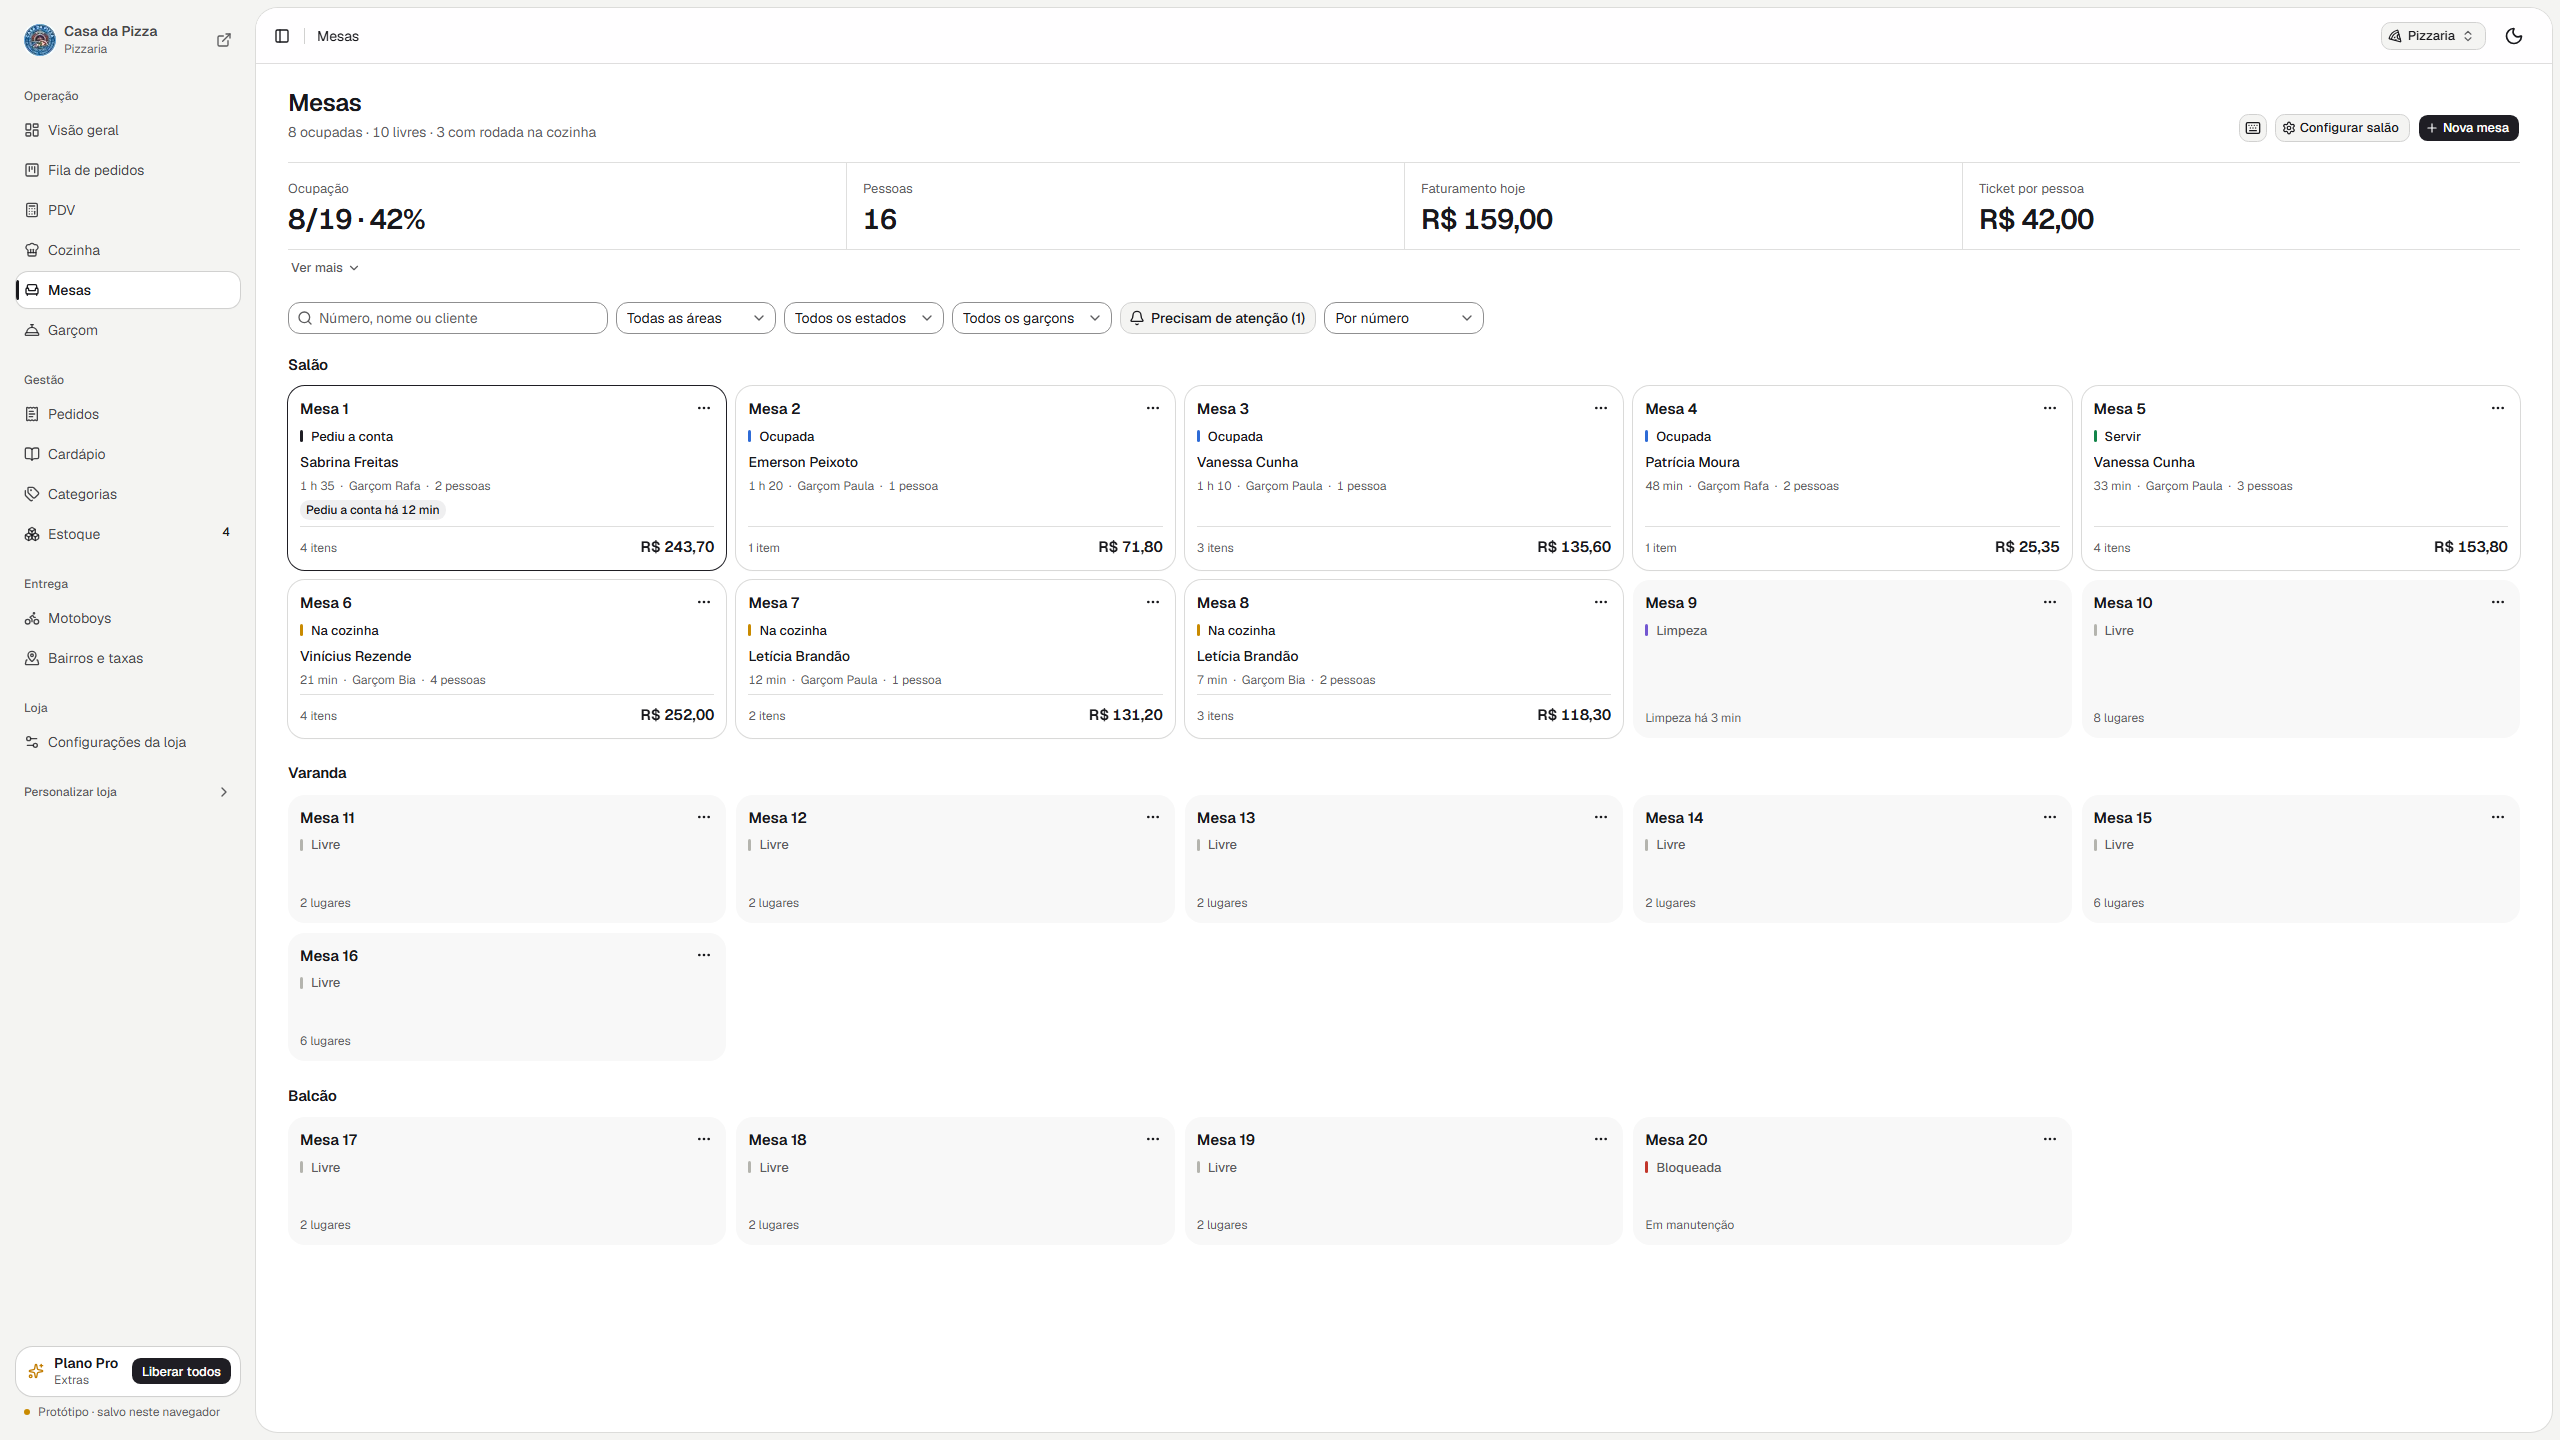 Casa da Pizza
Pizzaria
Operação
Visão geral
Fila de pedidos
PDV
Cozinha
Mesas
Garçom
Gestão
Pedidos
Cardápio
Categorias
Estoque 4
Entrega
Motoboys
Bairros e taxas
Loja
Configurações da loja
Personalizar loja
Plano Pro
Extras
Liberar todos
Protótipo · salvo neste navegador
Mesas
Pizzaria
Mesas
8 ocupadas · 10 livres · 3 com rodada na cozinha
Configurar salão
+ Nova mesa
Ocupação
8/19 · 42%
Pessoas
16
Faturamento hoje
R$ 159,00
Ticket por pessoa
R$ 42,00
Ver mais
Número, nome ou cliente
Todas as áreas
Todos os estados
Todos os garçons
Precisam de atenção (1)
Por número
Salão
Mesa 1
Pediu a conta
Sabrina Freitas
1 h 35 · Garçom Rafa · 2 pessoas
Pediu a conta há 12 min
4 itens R$ 243,70
Mesa 2
Ocupada
Emerson Peixoto
1 h 20 · Garçom Paula · 1 pessoa
1 item R$ 71,80
Mesa 3
Ocupada
Vanessa Cunha
1 h 10 · Garçom Paula · 1 pessoa
3 itens R$ 135,60
Mesa 4
Ocupada
Patrícia Moura
48 min · Garçom Rafa · 2 pessoas
1 item R$ 25,35
Mesa 5
Servir
Vanessa Cunha
33 min · Garçom Paula · 3 pessoas
4 itens R$ 153,80
Mesa 6
Na cozinha
Vinícius Rezende
21 min · Garçom Bia · 4 pessoas
4 itens R$ 252,00
Mesa 7
Na cozinha
Letícia Brandão
12 min · Garçom Paula · 1 pessoa
2 itens R$ 131,20
Mesa 8
Na cozinha
Letícia Brandão
7 min · Garçom Bia · 2 pessoas
3 itens R$ 118,30
Mesa 9
Limpeza
Limpeza há 3 min
Mesa 10
Livre
8 lugares
Varanda
Mesa 11
Livre
2 lugares
Mesa 12
Livre
2 lugares
Mesa 13
Livre
2 lugares
Mesa 14
Livre
2 lugares
Mesa 15
Livre
6 lugares
Mesa 16
Livre
6 lugares
Balcão
Mesa 17
Livre
2 lugares
Mesa 18
Livre
2 lugares
Mesa 19
Livre
2 lugares
Mesa 20
Bloqueada
Em manutenção